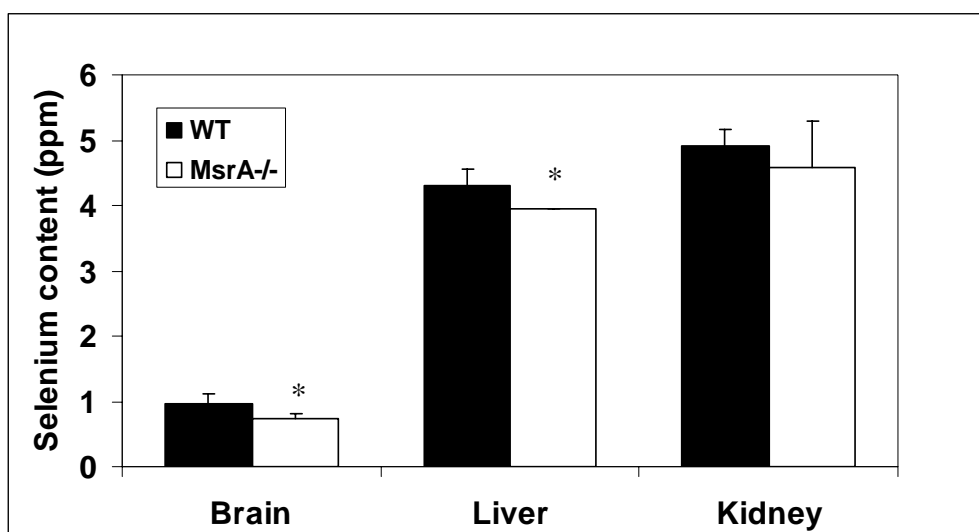 Selenium content (ppm)
6
5
4
3
2
1
0
WT
MsrA-/-
*
*
Brain Liver Kidney